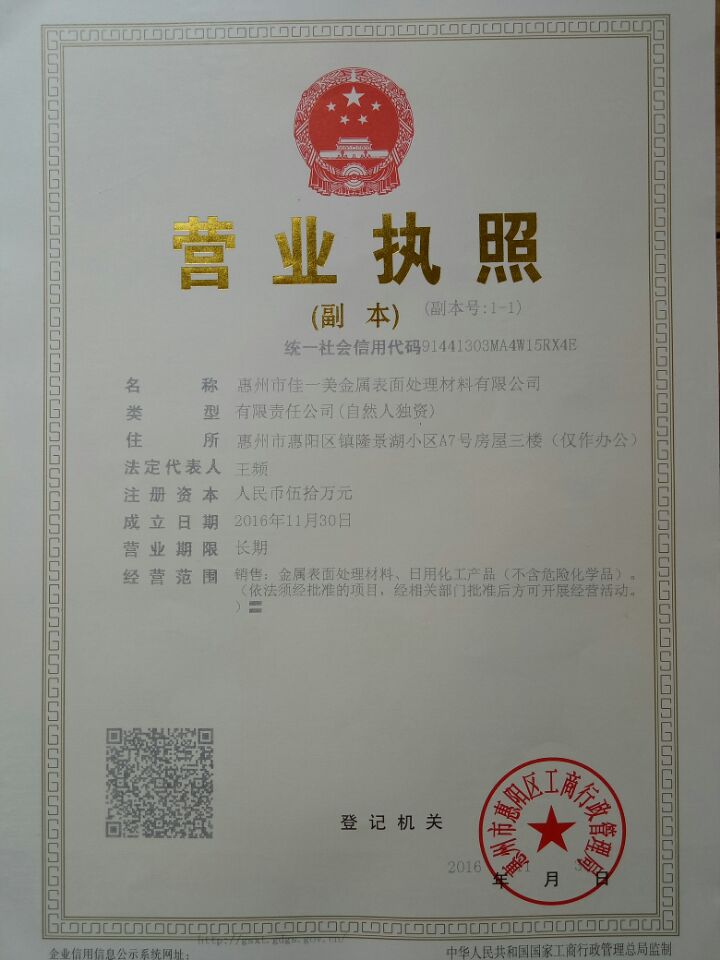 营业执照
(副 本) (副本号:1-1)
统一社会信用代码91441303MA4W15RX4E
名 称 惠州市佳一美金属表面处理材料有限公司
类 型 有限责任公司(自然人独资)
住 所 惠州市惠阳区镇隆景湖小区A7号房屋三楼（仅作办公）
法定代表人 王频
注册资本 人民币伍拾万元
成立日期 2016年11月30日
营业期限 长期
经营范围 销售：金属表面处理材料、日用化工产品（不含危险化学品）。
（依法须经批准的项目，经相关部门批准后方可开展经营活动。
）
惠州市惠阳区工商行政管理局
登记机关
2016 年 月 日
http://gsxt.gdgs.gov.cn/
企业信用信息公示系统网址：
中华人民共和国国家工商行政管理总局监制